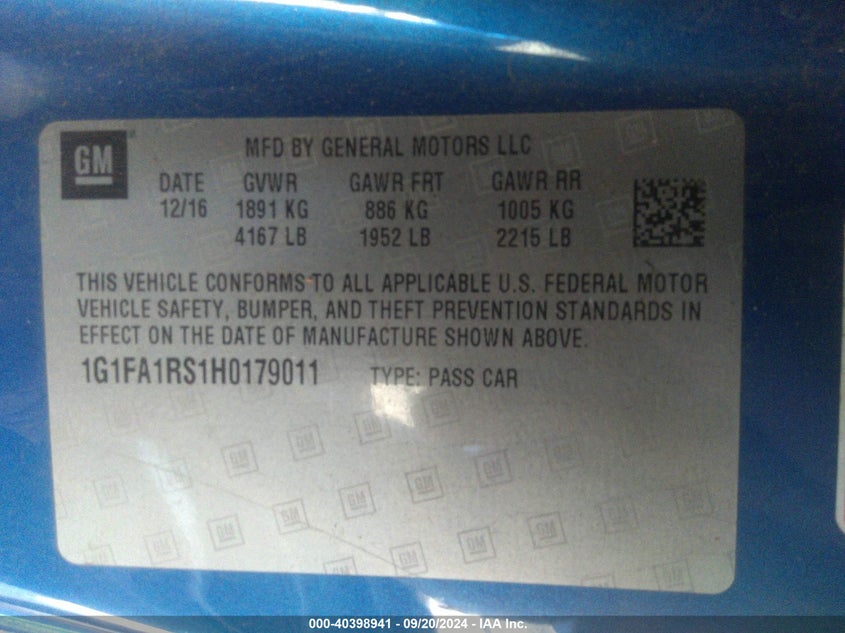 GM
MFD BY GENERAL MOTORS LLC
DATE GVWR GAWR FRT GAWR RR
12/16 1891 KG 886 KG 1005 KG
4167 LB 1952 LB 2215 LB
THIS VEHICLE CONFORMS TO ALL APPLICABLE U.S. FEDERAL MOTOR
VEHICLE SAFETY, BUMPER, AND THEFT PREVENTION STANDARDS IN
EFFECT ON THE DATE OF MANUFACTURE SHOWN ABOVE.
1G1FA1RS1H0179011 TYPE: PASS CAR
000-40398941 - 09/20/2024 - IAA Inc.